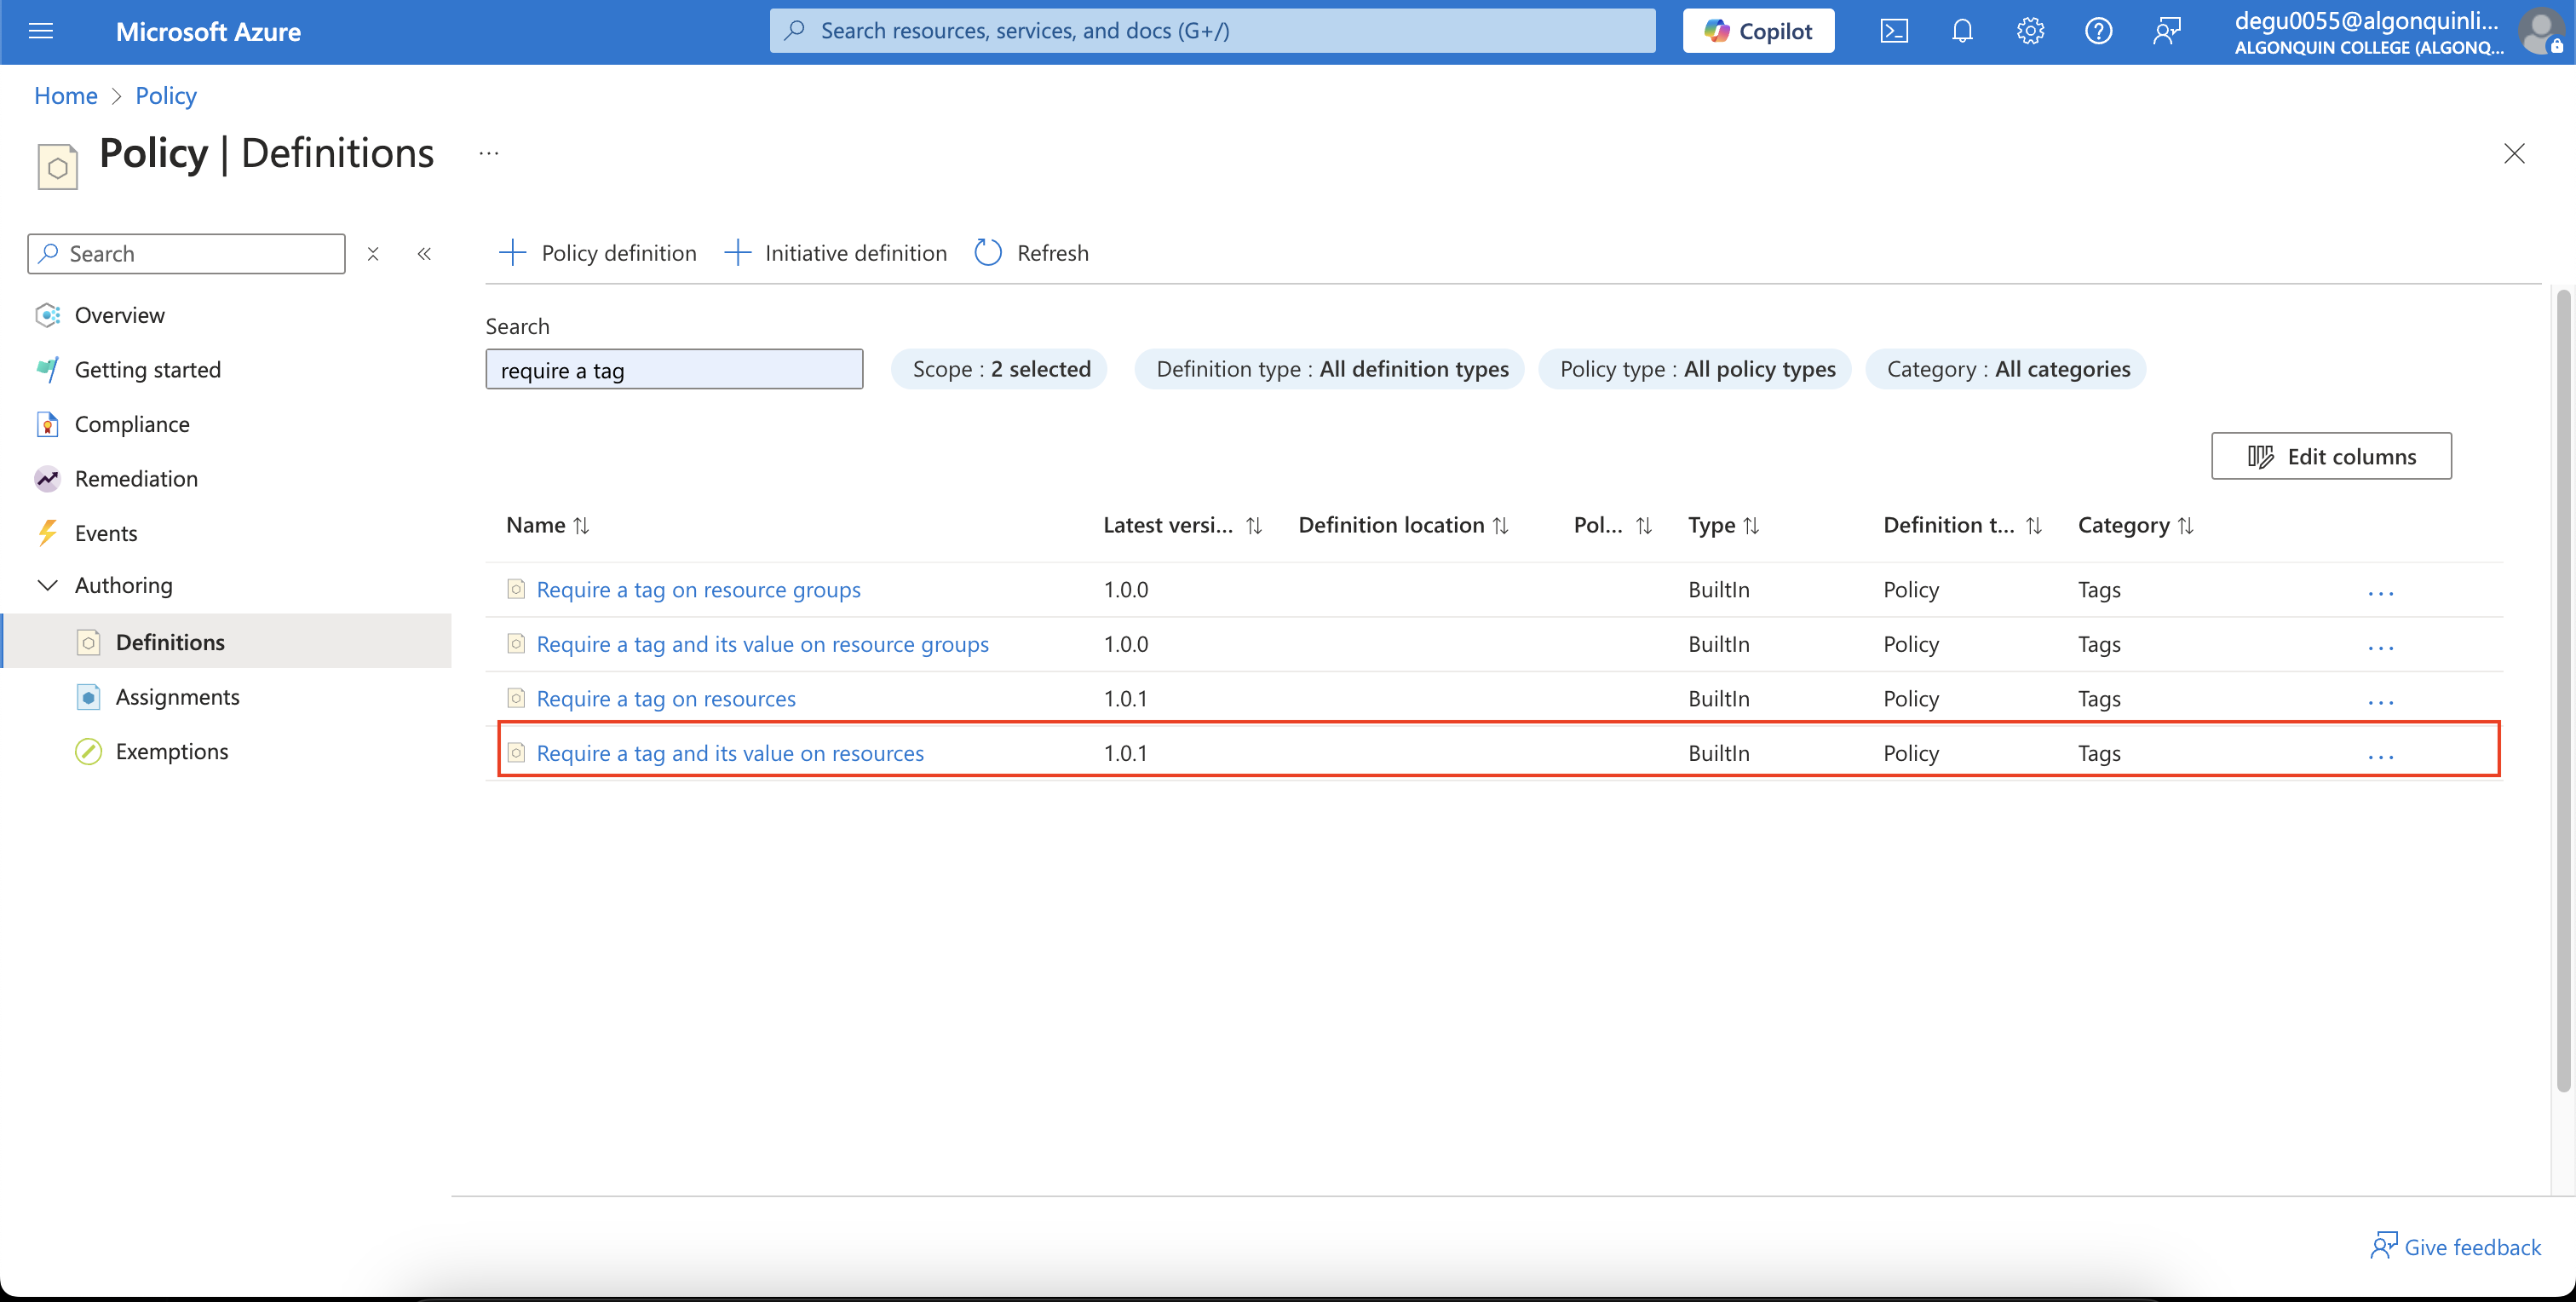 Microsoft Azure
Search resources, services, and docs (G+/)
Copilot
degu0055@algonquinli...
ALGONQUIN COLLEGE (ALGONQ...
Home > Policy
Policy | Definitions ...
Search
Overview
Getting started
Compliance
Remediation
Events
Authoring
Definitions
Assignments
Exemptions
Policy definition Initiative definition Refresh
Search
require a tag Scope : 2 selected Definition type : All definition types Policy type : All policy types Category : All categories
Edit columns
Name Latest versi... Definition location Pol... Type Definition t... Category
Require a tag on resource groups 1.0.0 BuiltIn Policy Tags ...
Require a tag and its value on resource groups 1.0.0 BuiltIn Policy Tags ...
Require a tag on resources 1.0.1 BuiltIn Policy Tags ...
Require a tag and its value on resources 1.0.1 BuiltIn Policy Tags ...
Give feedback